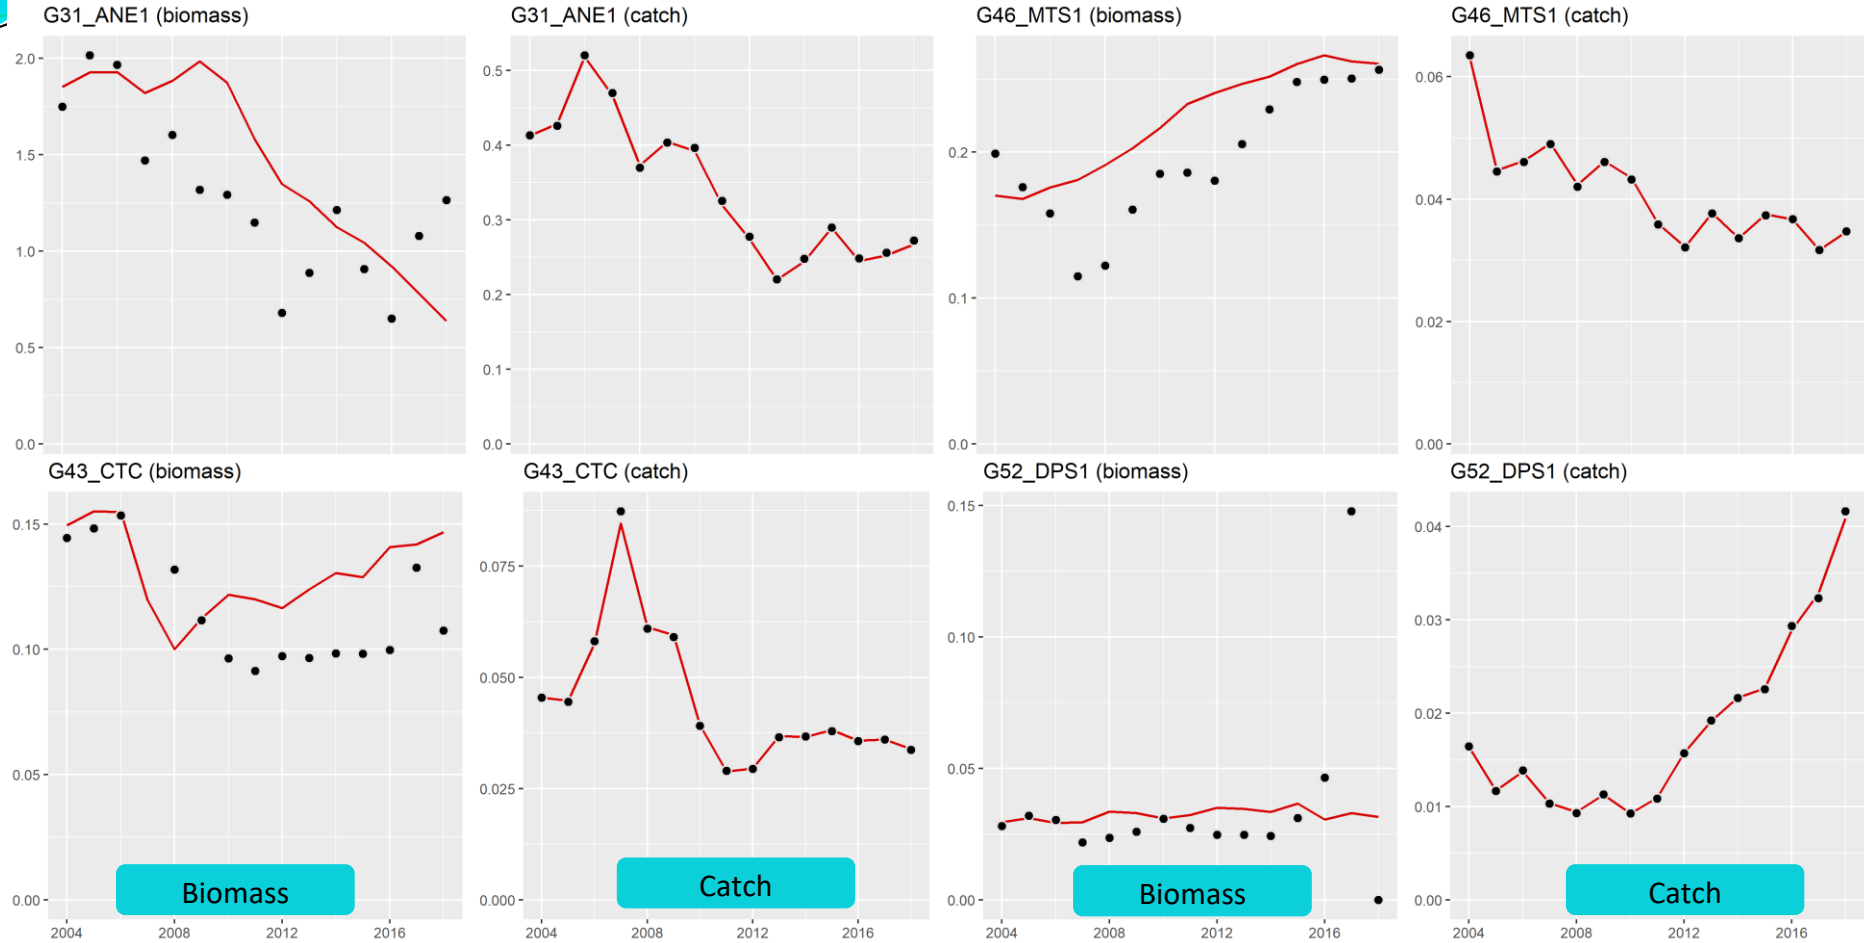 G31_ANE1 (biomass)
2.0
1.5
1.0
0.5
0.0
G31_ANE1 (catch)
0.5
0.4
0.3
0.2
0.1
0.0
G46_MTS1 (biomass)
0.2
0.1
0.0
G46_MTS1 (catch)
0.06
0.04
0.02
0.00
G43_CTC (biomass)
0.15
0.10
0.05
0.00
2004 2008 2012 2016
Biomass
G43_CTC (catch)
0.075
0.050
0.025
0.000
2004 2008 2012 2016
Catch
G52_DPS1 (biomass)
0.15
0.10
0.05
0.00
2004 2008 2012 2016
Biomass
G52_DPS1 (catch)
0.04
0.03
0.02
0.01
0.00
2004 2008 2012 2016
Catch